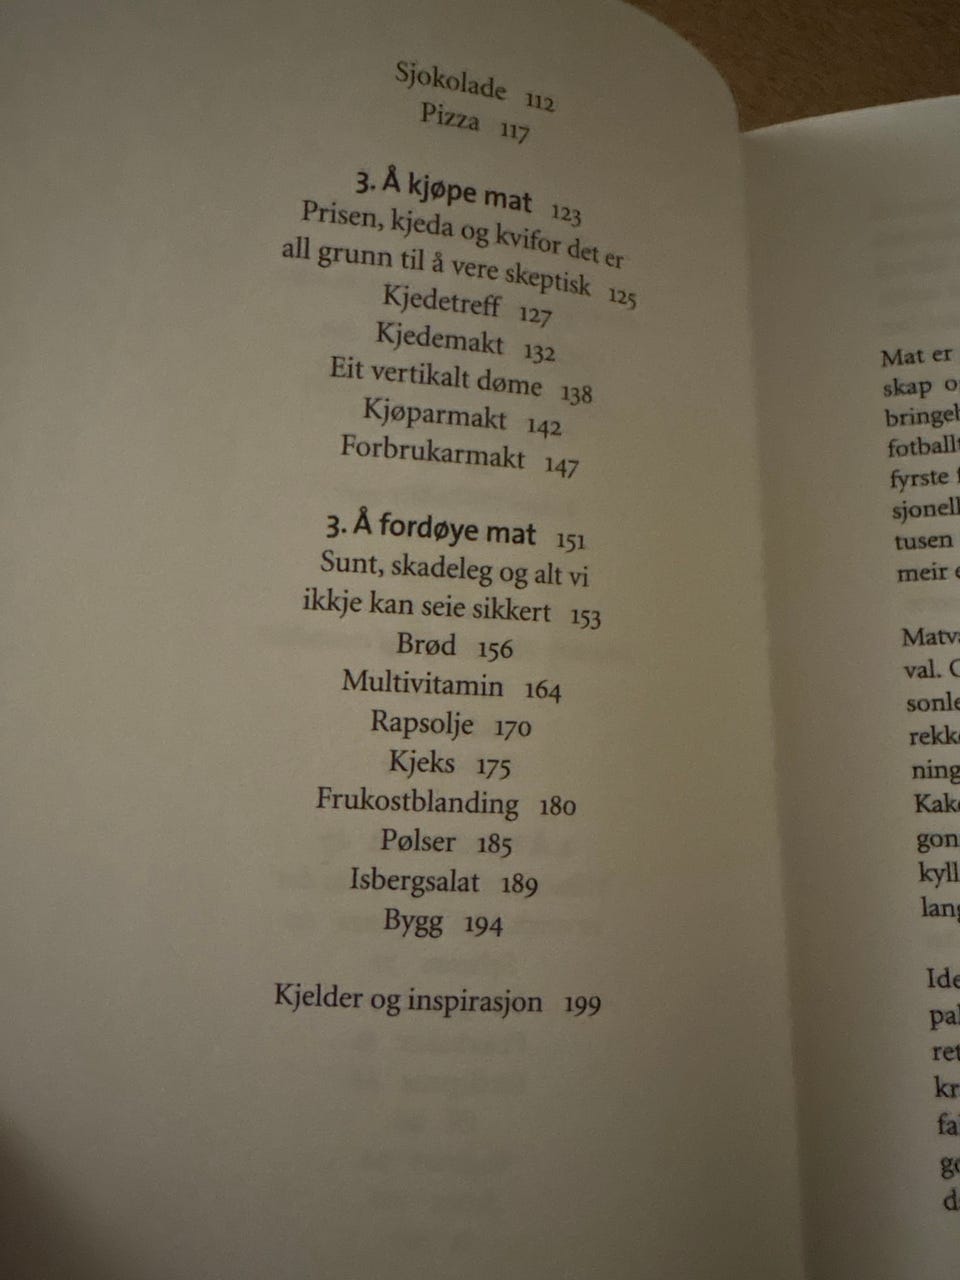 Sjokolade 112
Pizza 117
3. Å kjøpe mat 123
Prisen, kjeda og kvifor det er
all grunn til å vere skeptisk 125
Kjedetreff 127
Kjedemakt 132
Eit vertikalt døme 138
Kjøparmakt 142
Forbrukarmakt 147
3. Å fordøye mat 151
Sunt, skadeleg og alt vi
ikkje kan seie sikkert 153
Brød 156
Multivitamin 164
Rapsolje 170
Kjeks 175
Frukostblanding 180
Pølser 185
Isbergsalat 189
Bygg 194
Kjelder og inspirasjon 199
Mat er
skap
fyrste
tusen
meir
val.